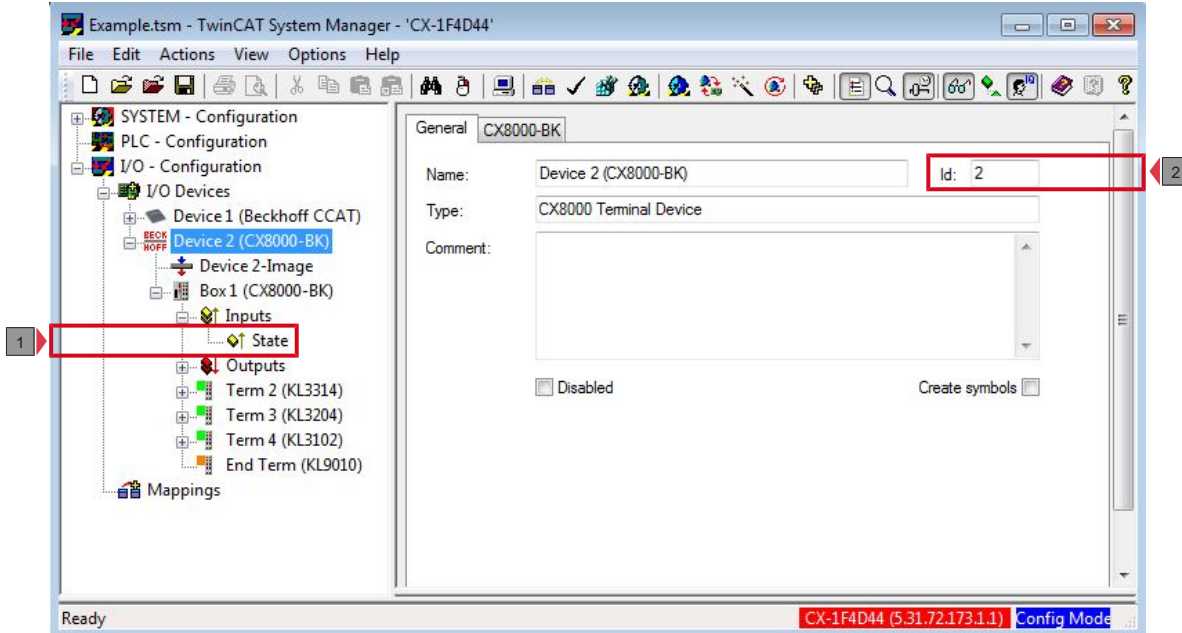 Example.tsm - TwinCAT System Manager - 'CX-1F4D44'
File Edit Actions View Options Help
SYSTEM - Configuration
PLC - Configuration
I/O - Configuration
I/O Devices
Device 1 (Beckhoff CCAT)
BECK
HOFF
Device 2 (CX8000-BK)
Device 2-Image
Box 1 (CX8000-BK)
Inputs
1
State
Outputs
Term 2 (KL3314)
Term 3 (KL3204)
Term 4 (KL3102)
End Term (KL9010)
Mappings
General CX8000-BK
Name: Device 2 (CX8000-BK) Id: 2
2
Type: CX8000 Terminal Device
Comment:
Disabled Create symbols
Ready CX-1F4D44 (5.31.72.173.1.1) Config Mode